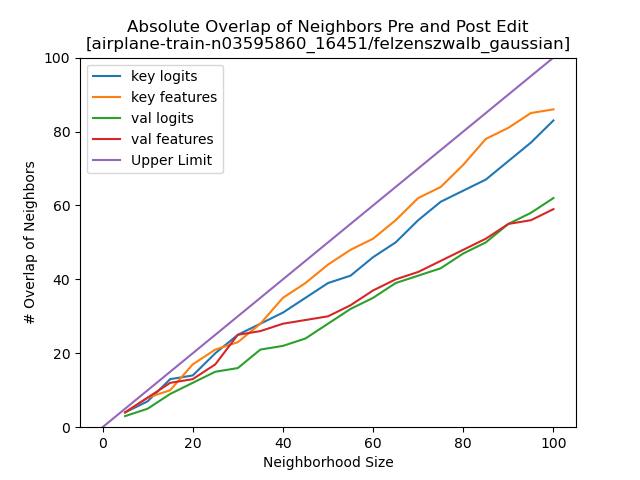 Absolute Overlap of Neighbors Pre and Post Edit
[airplane-train-n03595860_16451/felzenszwalb_gaussian]
key logits
key features
val logits
val features
Upper Limit
# Overlap of Neighbors
100
80
60
40
20
0
0 20 40 60 80 100
Neighborhood Size